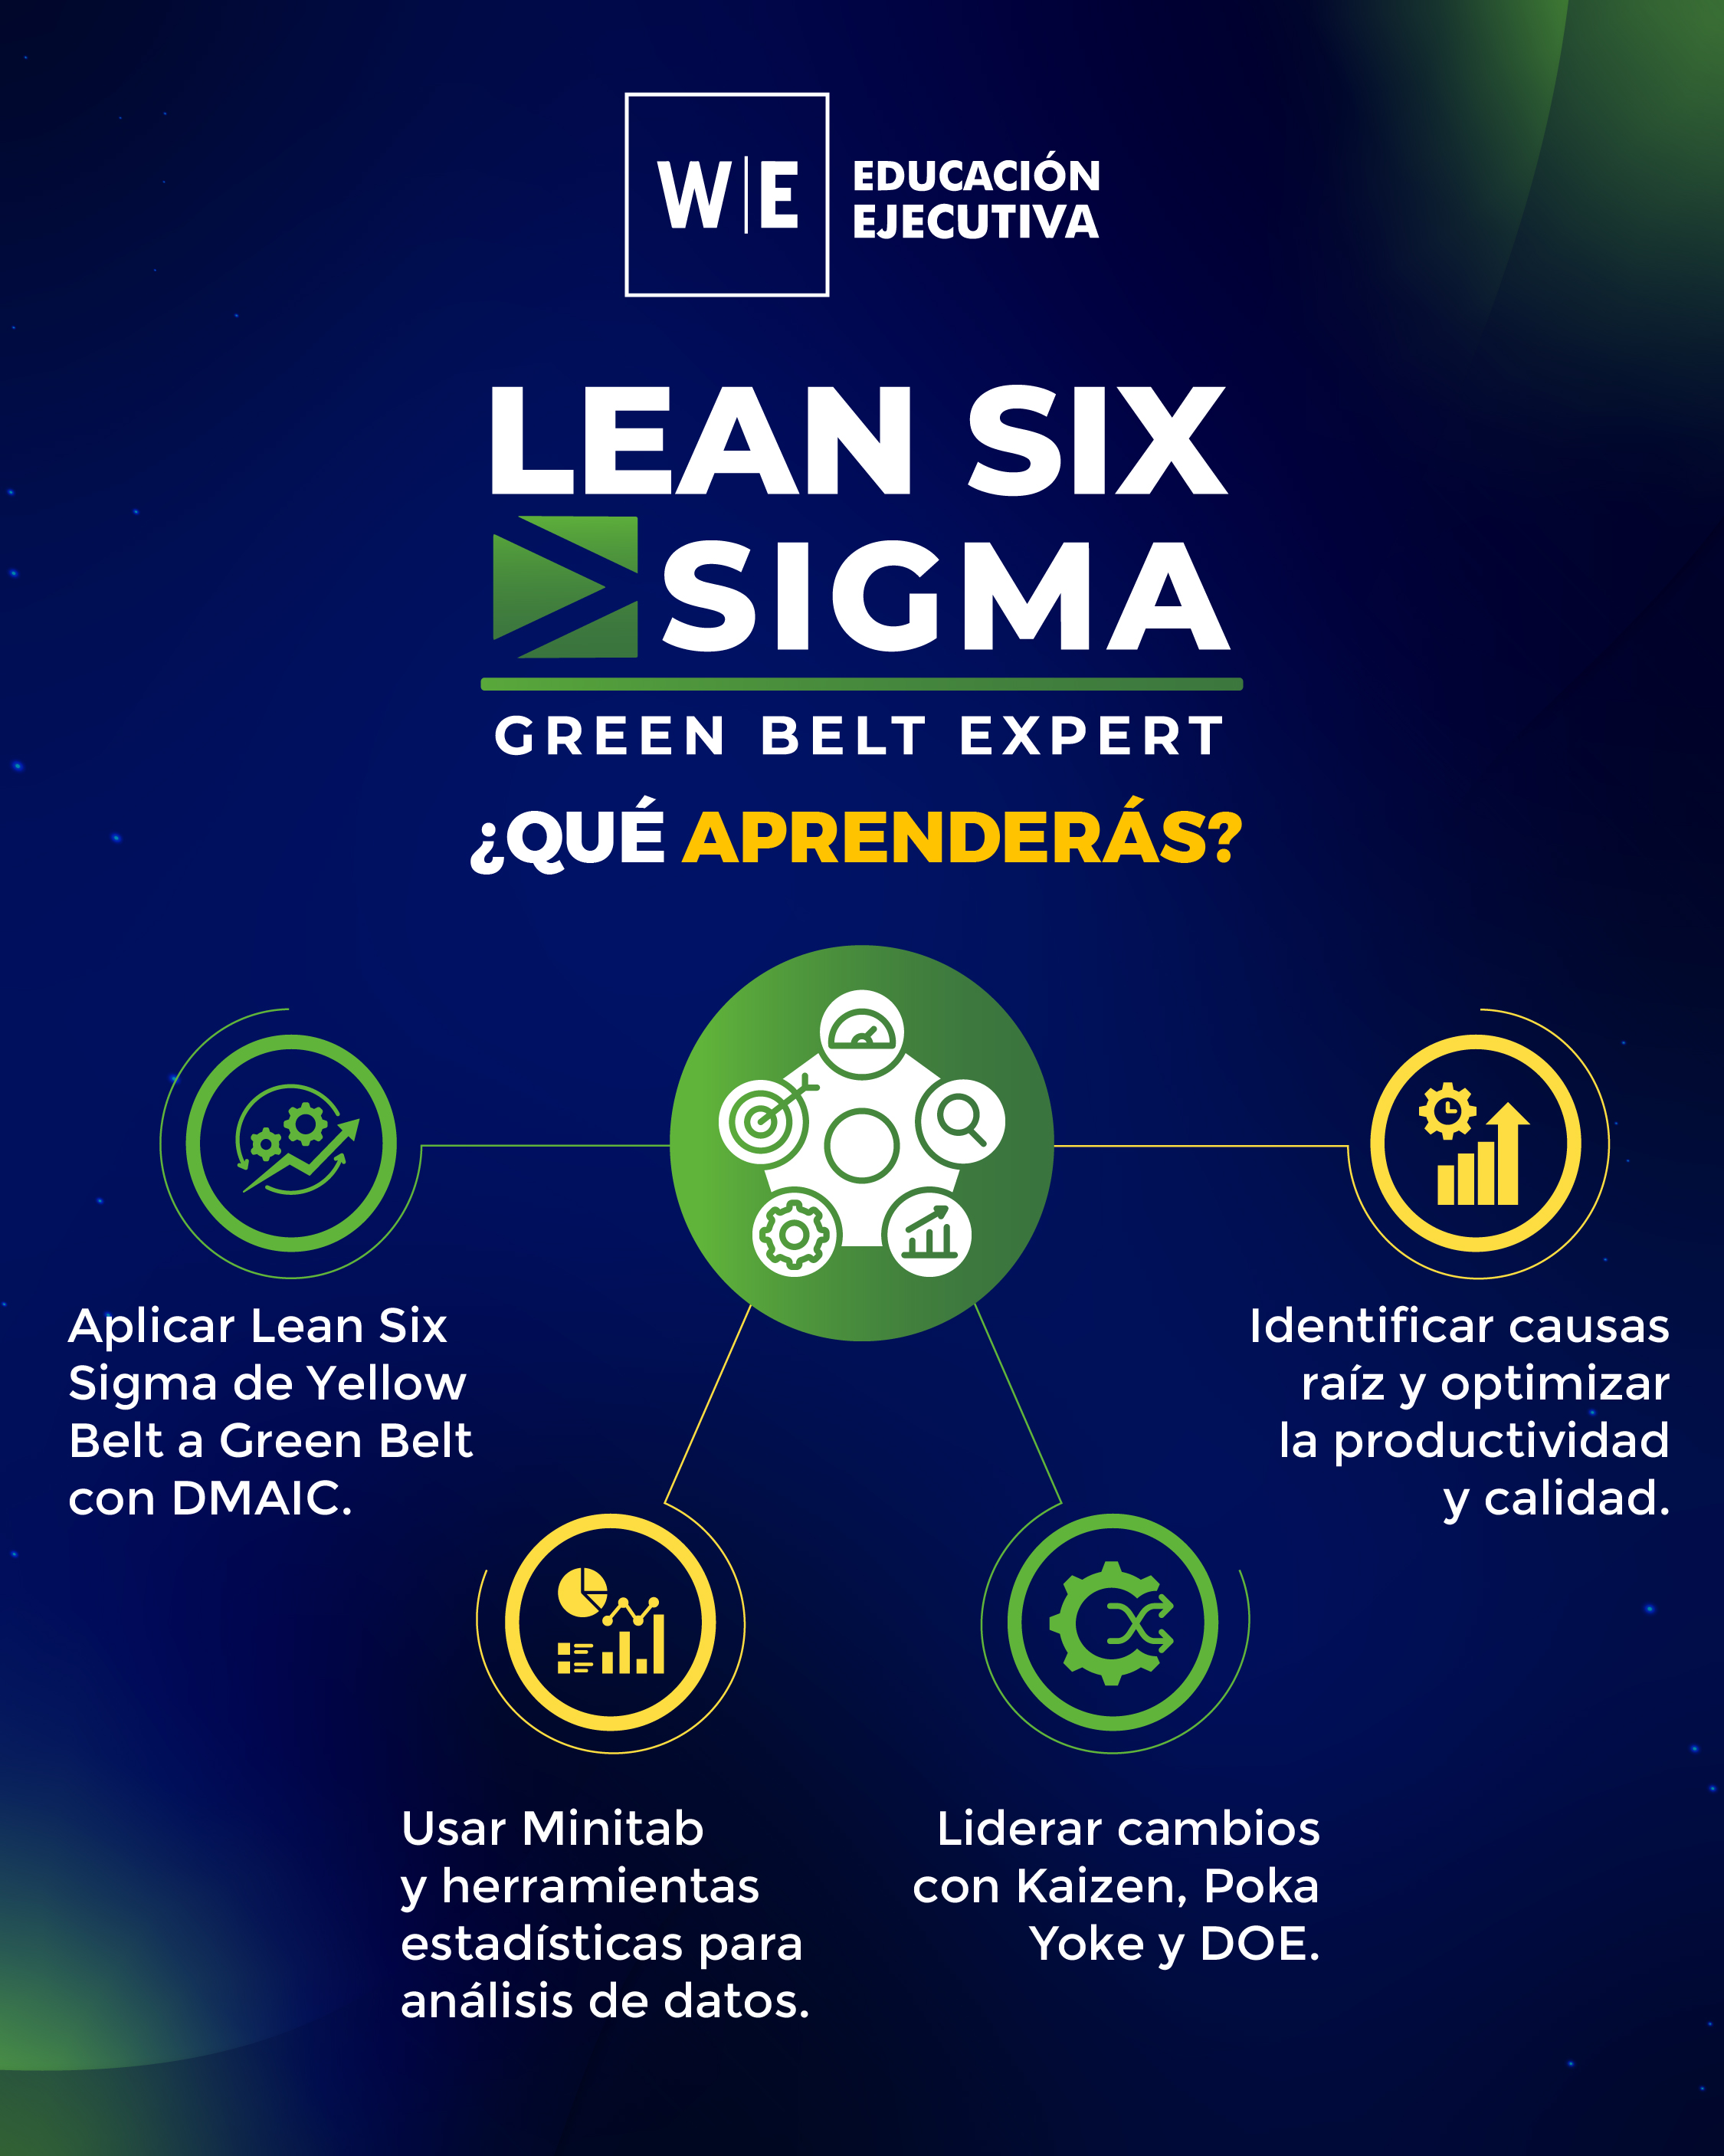 W|E
EDUCACIÓN
EJECUTIVA
LEAN SIX
SIGMA
GREEN BELT EXPERT
¿QUÉ APRENDERÁS?
Aplicar Lean Six
Sigma de Yellow
Belt a Green Belt
con DMAIC.
Usar Minitab
y herramientas
estadísticas para
análisis de datos.
Liderar cambios
con Kaizen, Poka
Yoke y DOE.
Identificar causas
raíz y optimizar
la productividad
y calidad.